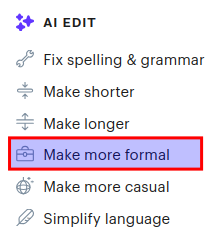 AI EDIT
Fix spelling & grammar
Make shorter
Make longer
Make more formal
Make more casual
Simplify language